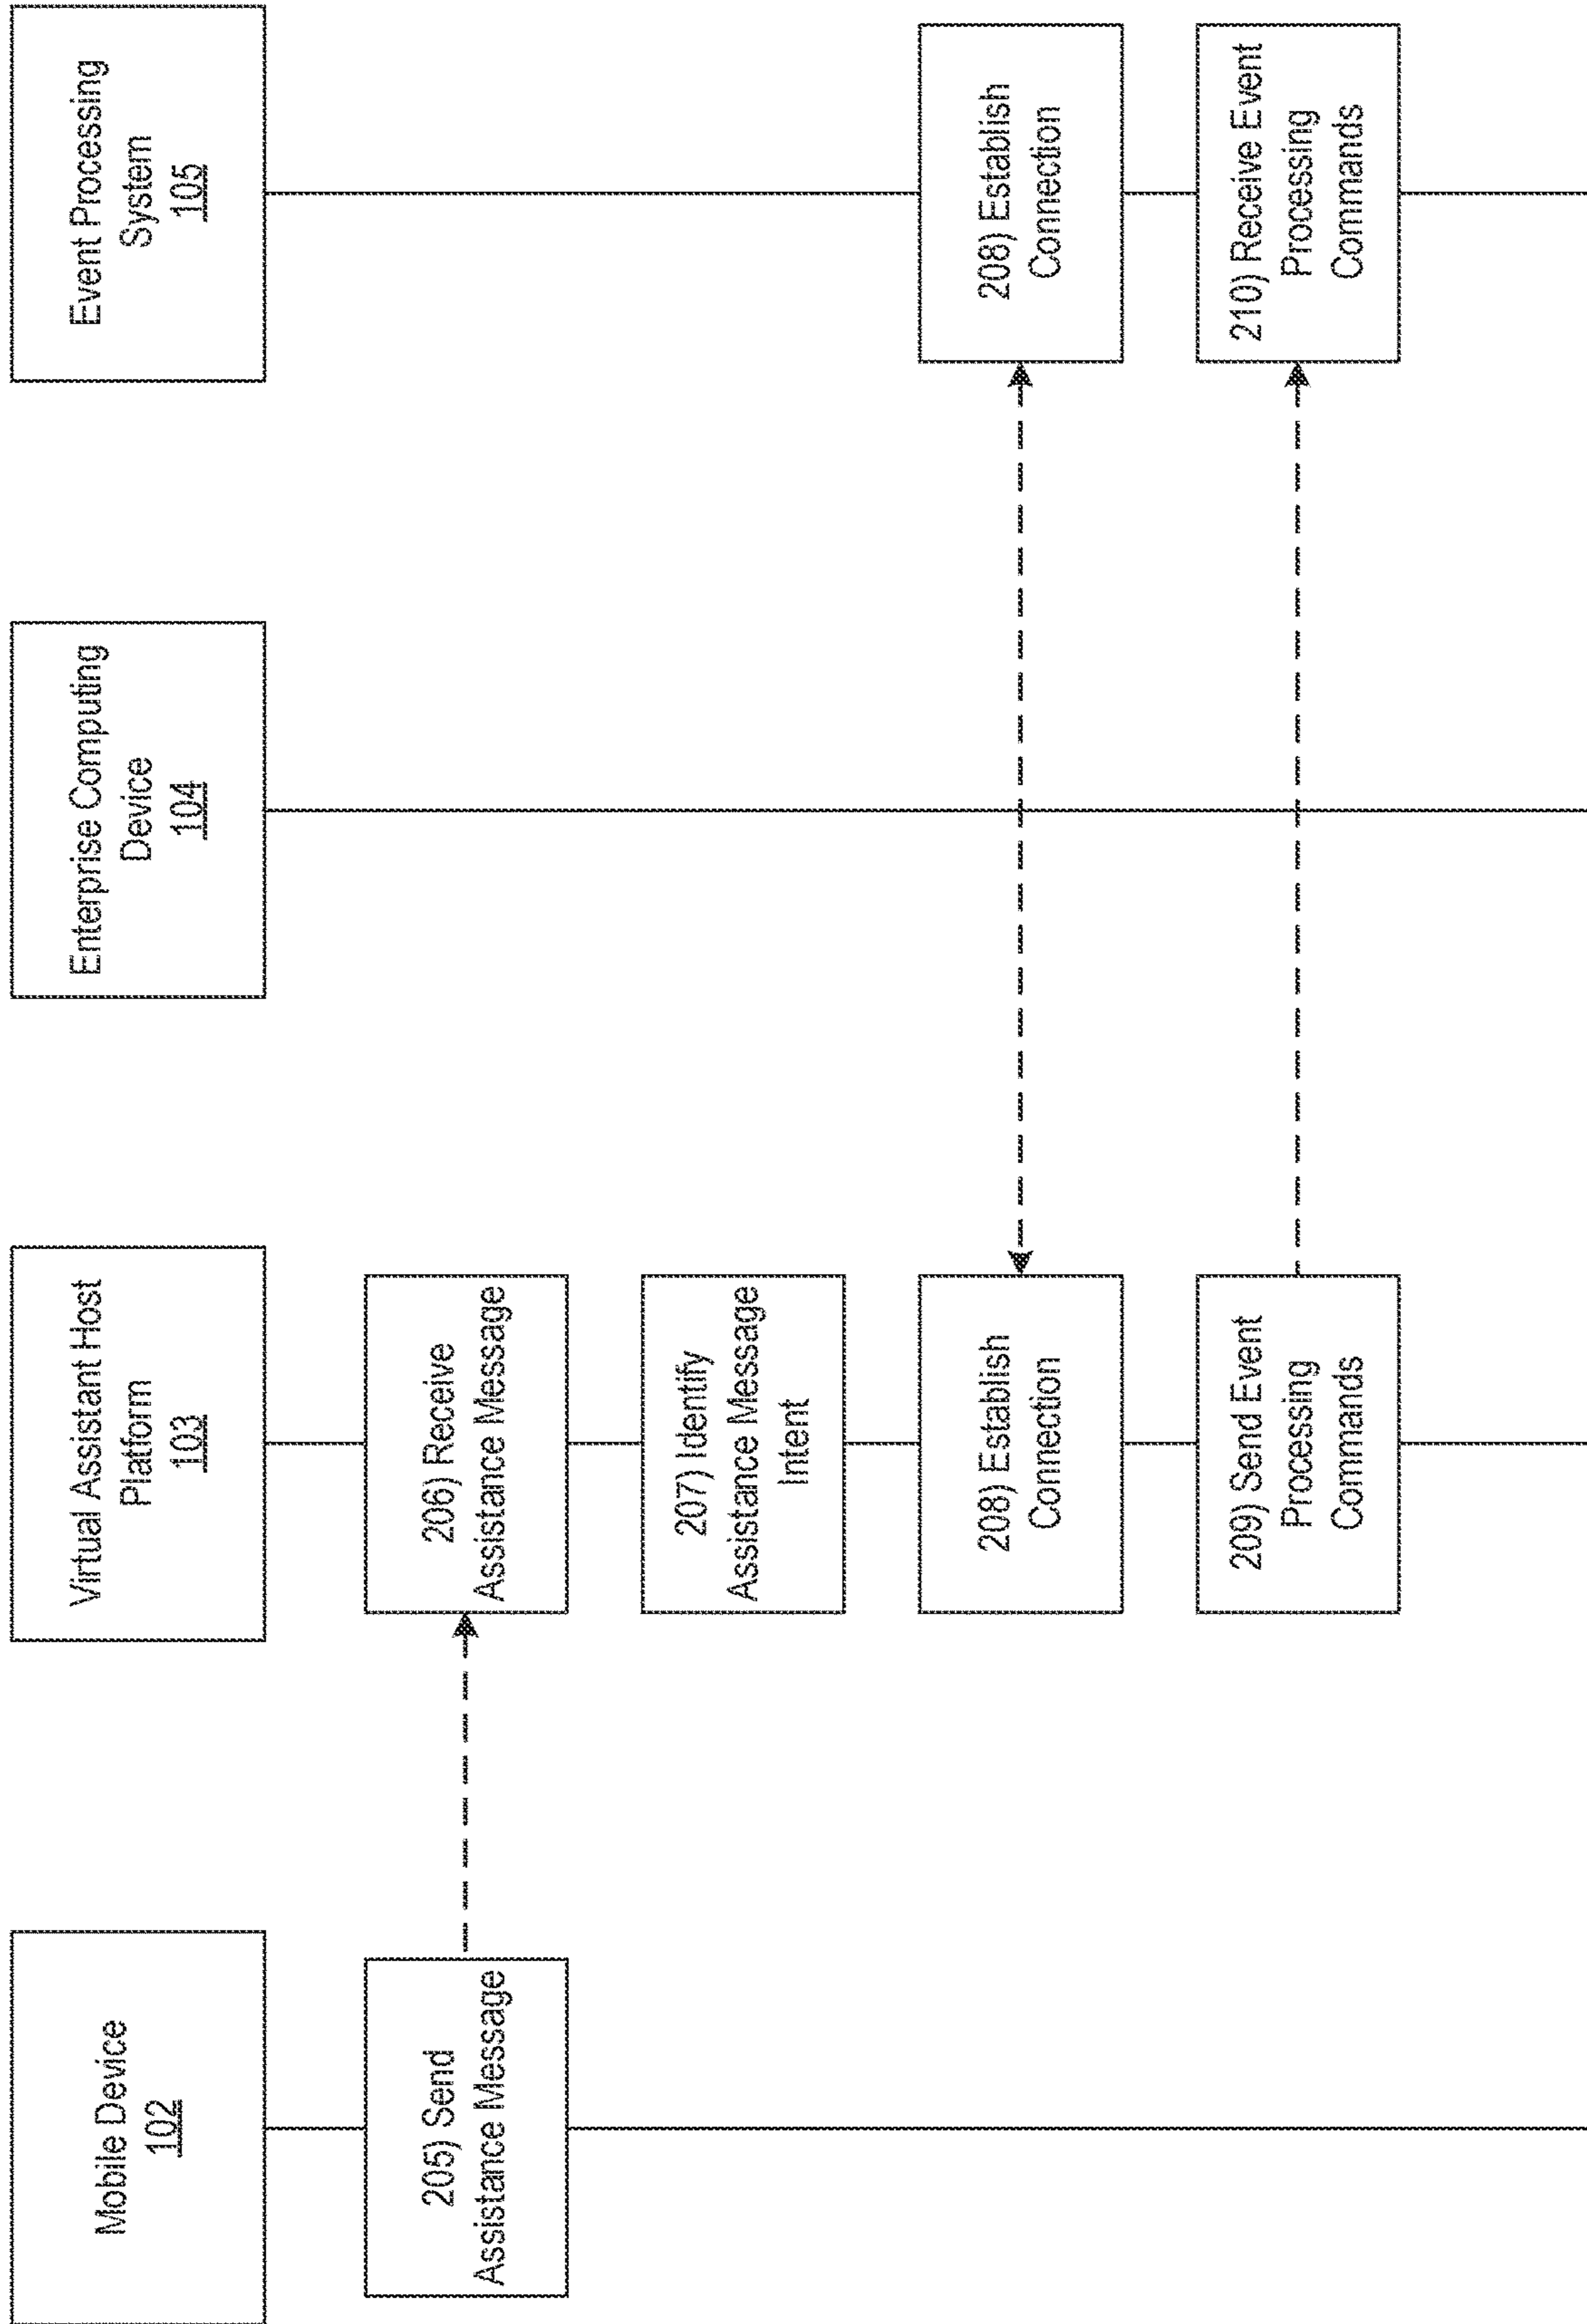 Mobile Device
102
Virtual Assistant Host
Platform
103
Enterprise Computing
Device
104
Event Processing
System
105
205) Send
Assistance Message
206) Receive
Assistance Message
207) Identify
Assistance Message
Intent
208) Establish
Connection
208) Establish
Connection
209) Send Event
Processing
Commands
210) Receive Event
Processing
Commands